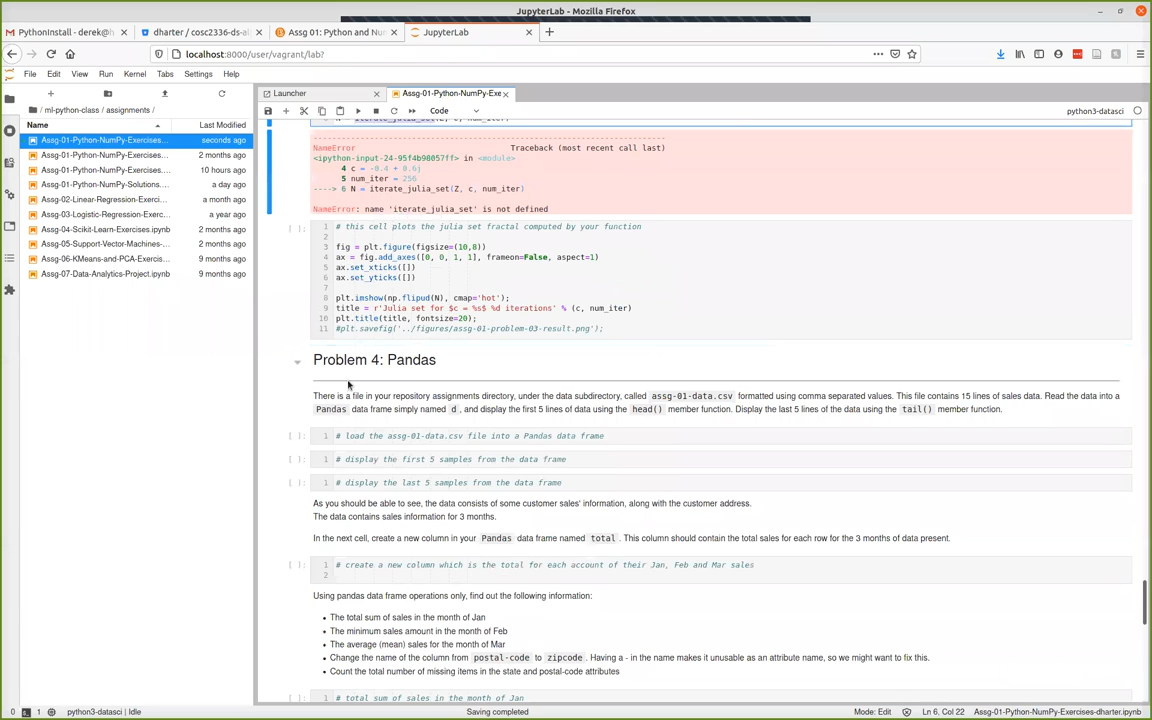 JupyterLab - Mozilla Firefox
PythonInstall - derek@h
dharter / cosc2336-ds-a
Assg 01: Python and Nu
JupyterLab
localhost:8000/user/vagrant/lab?
File Edit View Run Kernel Tabs Settings Help
/ ml-python-class / assignments /
Name Last Modified
Assg-01-Python-NumPy-Exercises... seconds ago
Assg-01-Python-NumPy-Exercises... 2 months ago
Assg-01-Python-NumPy-Exercises.... 10 hours ago
Assg-01-Python-NumPy-Solutions.... a day ago
Assg-02-Linear-Regression-Exerci... a month ago
Assg-03-Logistic-Regression-Exerc... a year ago
Assg-04-Scikit-Learn-Exercises.ipynb 2 months ago
Assg-05-Support-Vector-Machines-... 2 months ago
Assg-06-KMeans-and-PCA-Exercis... 9 months ago
Assg-07-Data-Analytics-Project.ipynb 9 months ago
Launcher
Assg-01-Python-NumPy-Exe
Code
python3-datasci
NameError Traceback (most recent call last)
<ipython-input-24-95f4b98057ff> in <module>
4 c = -0.4 + 0.6j
5 num_iter = 256
----> 6 N = iterate_julia_set(Z, c, num_iter)
NameError: name 'iterate_julia_set' is not defined
[ ]:
1 # this cell plots the julia set fractal computed by your function
2
3 fig = plt.figure(figsize=(10,8))
4 ax = fig.add_axes([0, 0, 1, 1], frameon=False, aspect=1)
5 ax.set_xticks([])
6 ax.set_yticks([])
7
8 plt.imshow(np.flipud(N), cmap='hot');
9 title = r'Julia set for $c = %s$ %d iterations' % (c, num_iter)
10 plt.title(title, fontsize=20);
11 #plt.savefig('../figures/assg-01-problem-03-result.png');
Problem 4: Pandas
There is a file in your repository assignments directory, under the data subdirectory, called assg-01-data.csv formatted using comma separated values. This file contains 15 lines of sales data. Read the data into a
Pandas data frame simply named d , and display the first 5 lines of data using the head() member function. Display the last 5 lines of the data using the tail() member function.
[ ]: 1 # load the assg-01-data.csv file into a Pandas data frame
[ ]: 1 # display the first 5 samples from the data frame
[ ]: 1 # display the last 5 samples from the data frame
As you should be able to see, the data consists of some customer sales' information, along with the customer address.
The data contains sales information for 3 months.
In the next cell, create a new column in your Pandas data frame named total . This column should contain the total sales for each row for the 3 months of data present.
[ ]: 1 # create a new column which is the total for each account of their Jan, Feb and Mar sales
2
Using pandas data frame operations only, find out the following information:
• The total sum of sales in the month of Jan
• The minimum sales amount in the month of Feb
• The average (mean) sales for the month of Mar
• Change the name of the column from postal-code to zipcode . Having a - in the name makes it unusable as an attribute name, so we might want to fix this.
• Count the total number of missing items in the state and postal-code attributes
[ ]: 1 # total sum of sales in the month of Jan
0 1 python3-datasci | Idle Saving completed Mode: Edit Ln 6, Col 22 Assg-01-Python-NumPy-Exercises-dharter.ipynb